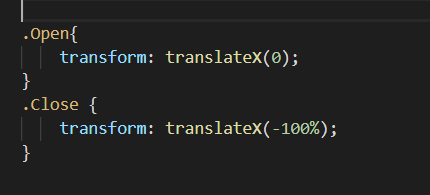 .Open{
    transform: translateX(0);
}
.Close {
    transform: translateX(-100%);
}